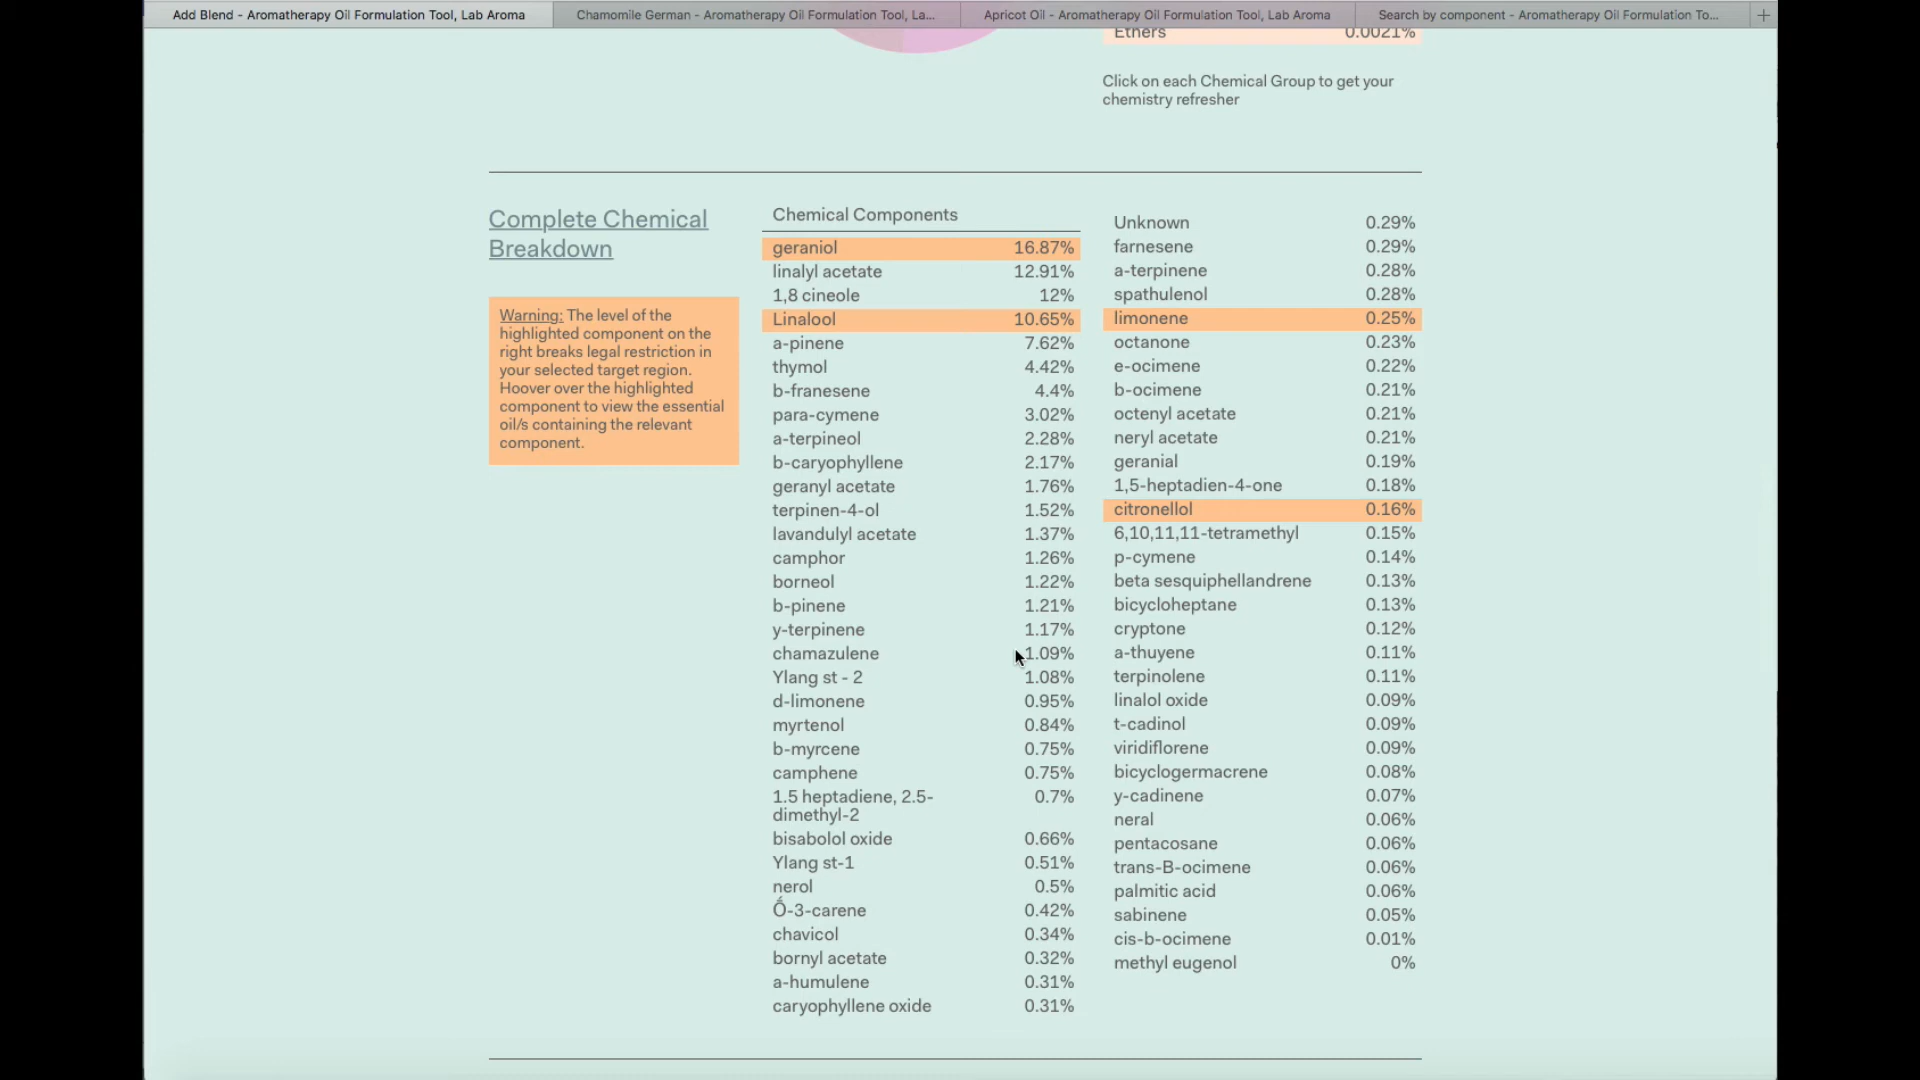 Add Blend - Aromatherapy Oil Formulation Tool, Lab Aroma
Chamomile German - Aromatherapy Oil Formulation Tool, La...
Apricot Oil - Aromatherapy Oil Formulation Tool, Lab Aroma
Search by component - Aromatherapy Oil Formulation To...
Ethers 0.0021%
Click on each Chemical Group to get your
chemistry refresher
Complete Chemical
Breakdown
Warning: The level of the
highlighted component on the
right breaks legal restriction in
your selected target region.
Hoover over the highlighted
component to view the essential
oil/s containing the relevant
component.
Chemical Components
geraniol 16.87%
linalyl acetate 12.91%
1,8 cineole 12%
Linalool 10.65%
a-pinene 7.62%
thymol 4.42%
b-franesene 4.4%
para-cymene 3.02%
a-terpineol 2.28%
b-caryophyllene 2.17%
geranyl acetate 1.76%
terpinen-4-ol 1.52%
lavandulyl acetate 1.37%
camphor 1.26%
borneol 1.22%
b-pinene 1.21%
y-terpinene 1.17%
chamazulene 1.09%
Ylang st - 2 1.08%
d-limonene 0.95%
myrtenol 0.84%
b-myrcene 0.75%
camphene 0.75%
1.5 heptadiene, 2.5- 0.7%
dimethyl-2
bisabolol oxide 0.66%
Ylang st-1 0.51%
nerol 0.5%
Ố-3-carene 0.42%
chavicol 0.34%
bornyl acetate 0.32%
a-humulene 0.31%
caryophyllene oxide 0.31%
Unknown 0.29%
farnesene 0.29%
a-terpinene 0.28%
spathulenol 0.28%
limonene 0.25%
octanone 0.23%
e-ocimene 0.22%
b-ocimene 0.21%
octenyl acetate 0.21%
neryl acetate 0.21%
geranial 0.19%
1,5-heptadien-4-one 0.18%
citronellol 0.16%
6,10,11,11-tetramethyl 0.15%
p-cymene 0.14%
beta sesquiphellandrene 0.13%
bicycloheptane 0.13%
cryptone 0.12%
a-thuyene 0.11%
terpinolene 0.11%
linalol oxide 0.09%
t-cadinol 0.09%
viridiflorene 0.09%
bicyclogermacrene 0.08%
y-cadinene 0.07%
neral 0.06%
pentacosane 0.06%
trans-B-ocimene 0.06%
palmitic acid 0.06%
sabinene 0.05%
cis-b-ocimene 0.01%
methyl eugenol 0%